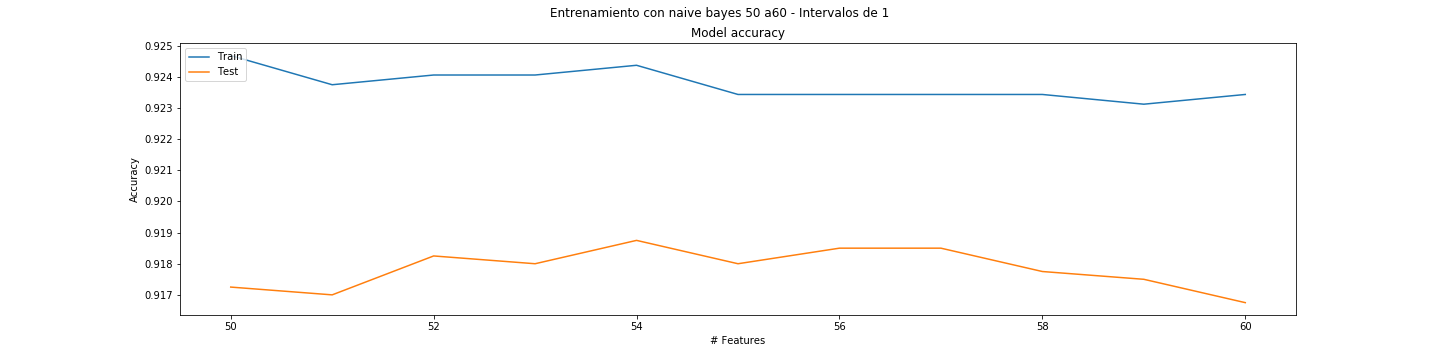 Entrenamiento con naive bayes 50 a60 - Intervalos de 1
Model accuracy
Train
Test
0.925
0.924
0.923
0.922
0.921
0.920
0.919
0.918
0.917
Accuracy
50 52 54 56 58 60
# Features